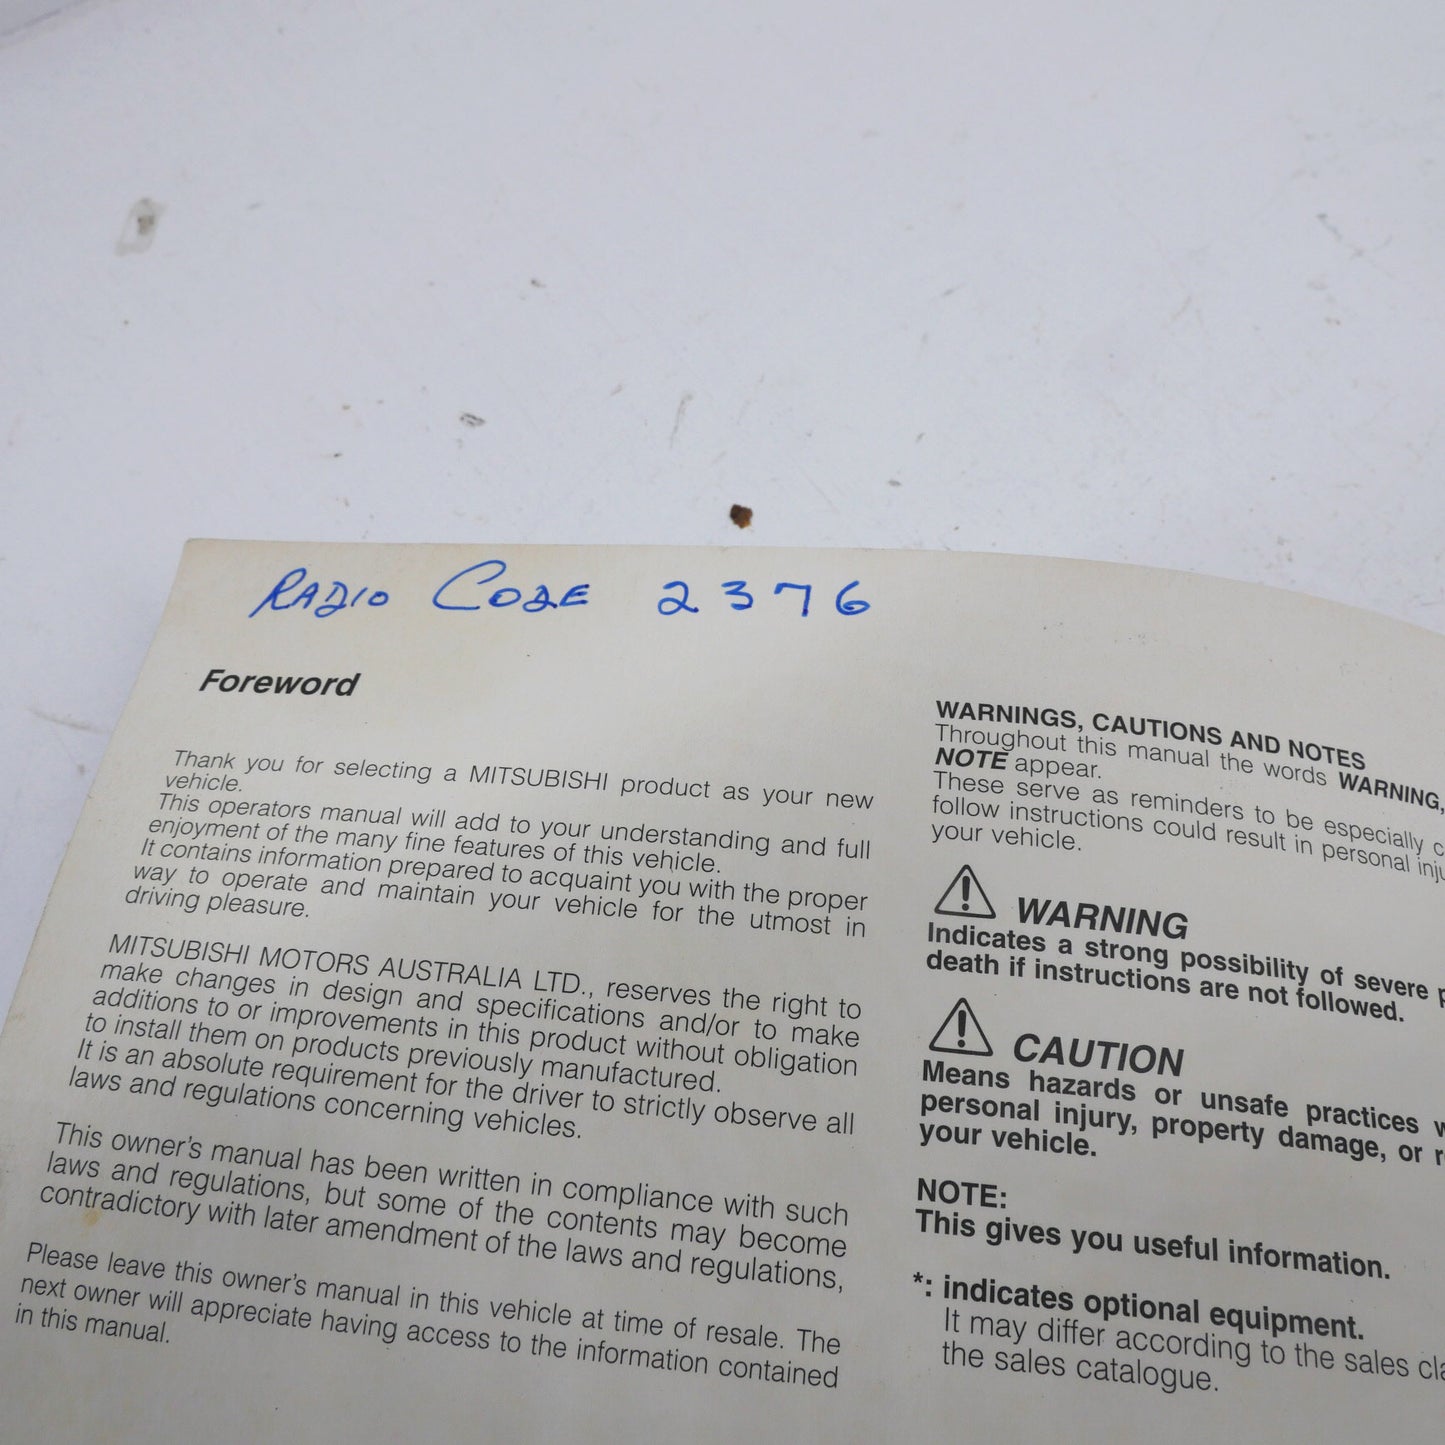 RADIO CODE 2376
Foreword
Thank you for selecting a MITSUBISHI product as your new
vehicle.
This operators manual will add to your understanding and full
enjoyment of the many fine features of this vehicle.
It contains information prepared to acquaint you with the proper
way to operate and maintain your vehicle for the utmost in
driving pleasure.
MITSUBISHI MOTORS AUSTRALIA LTD., reserves the right to
make changes in design and specifications and/or to make
additions to or improvements in this product without obligation
to install them on products previously manufactured.
It is an absolute requirement for the driver to strictly observe all
laws and regulations concerning vehicles.
This owner's manual has been written in compliance with such
laws and regulations, but some of the contents may become
contradictory with later amendment of the laws and regulations,
Please leave this owner's manual in this vehicle at time of resale. The
next owner will appreciate having access to the information contained
in this manual.
WARNINGS, CAUTIONS AND NOTES
Throughout this manual the words WARNING,
NOTE appear.
These serve as reminders to be especially
follow instructions could result in personal
your vehicle.
WARNING
Indicates a strong possibility of severe
death if instructions are not followed.
CAUTION
Means hazards or unsafe practices
personal injury, property damage, or
your vehicle.
NOTE:
This gives you useful information.
*: indicates optional equipment.
It may differ according to the sales
the sales catalogue.